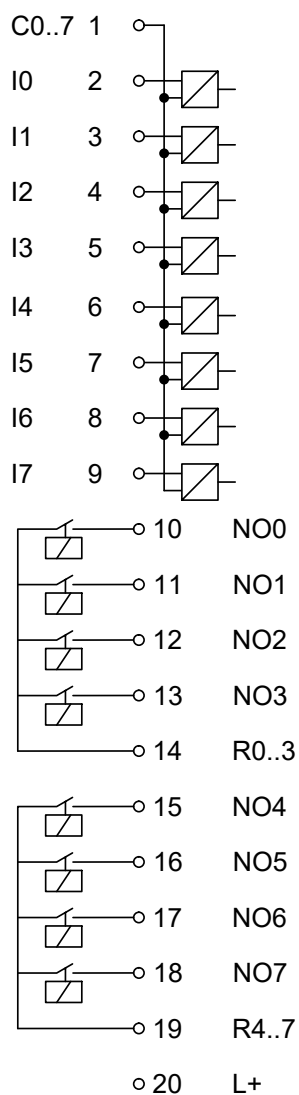 C0..7 1
I0 2
I1 3
I2 4
I3 5
I4 6
I5 7
I6 8
I7 9
10 NO0
11 NO1
12 NO2
13 NO3
14 R0..3
15 NO4
16 NO5
17 NO6
18 NO7
19 R4..7
20 L+